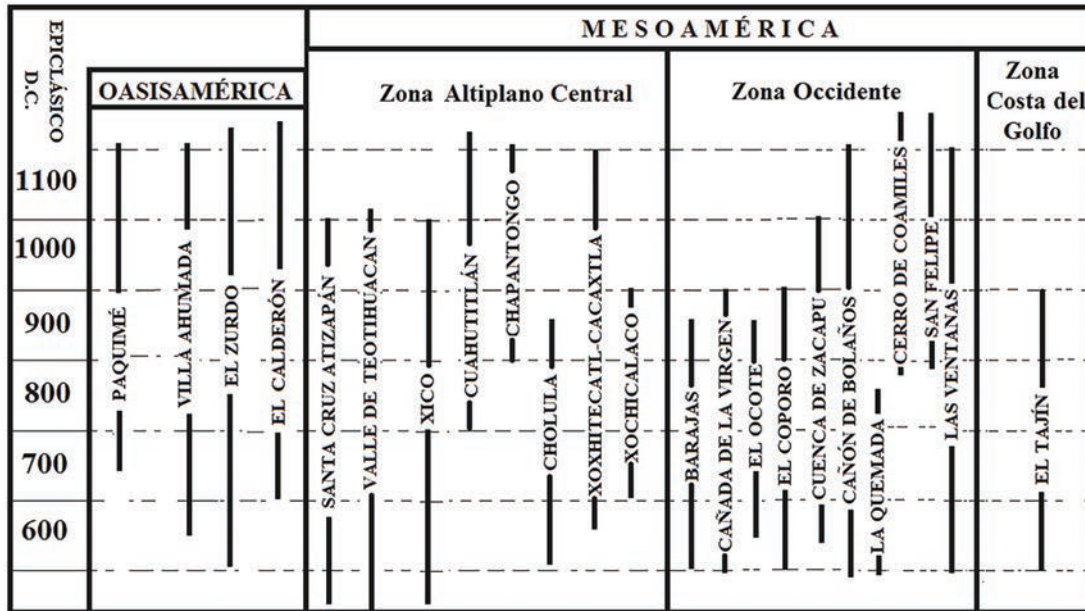 EPICLÁSICO
D.C.
MESOAMÉRICA
OASISAMÉRICA
Zona Altiplano Central
Zona Occidente
Zona
Costa del
Golfo
1100
1000
900
800
700
600
PAQUIMÉ
VILLA AHUMADA
EL ZURDO
EL CALDERÓN
SANTA CRUZ ATIZAPÁN
VALLE DE TEOTIHUACAN
XICO
CUAHUTITLÁN
CHAPANTONGO
CHOLULA
XOXHITECATL-CACAXTLA
XOCHICALACO
BARAJAS
CAÑADA DE LA VIRGEN
EL OCOTE
EL COPORO
CUENCA DE ZACAPU
CAÑÓN DE BOLAÑOS
LA QUEMADA
CERRO DE COAMILES
SAN FELIPE
LAS VENTANAS
EL TAJÍN